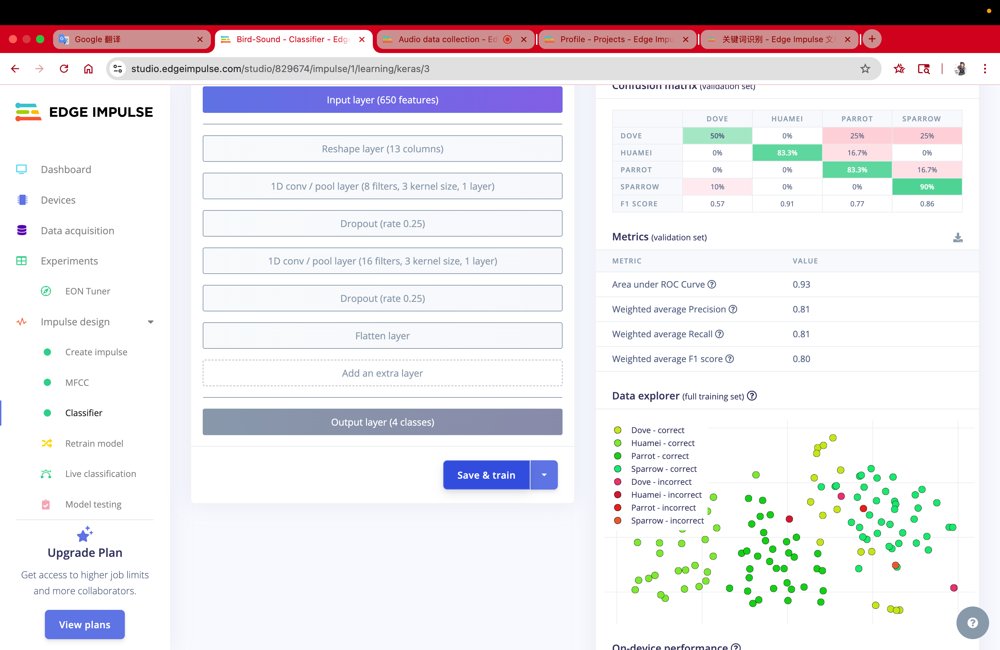 Google 翻译
Bird-Sound - Classifier - Edge
Audio data collection - Ed
Profile - Projects - Edge Impu
关键词识别 - Edge Impulse 文
studio.edgeimpulse.com/studio/829674/impulse/1/learning/keras/3
EDGE IMPULSE
Dashboard
Devices
Data acquisition
Experiments
EON Tuner
Impulse design
Create impulse
MFCC
Classifier
Retrain model
Live classification
Model testing
Upgrade Plan
Get access to higher job limits
and more collaborators.
View plans
Input layer (650 features)
Reshape layer (13 columns)
1D conv / pool layer (8 filters, 3 kernel size, 1 layer)
Dropout (rate 0.25)
1D conv / pool layer (16 filters, 3 kernel size, 1 layer)
Dropout (rate 0.25)
Flatten layer
Add an extra layer
Output layer (4 classes)
Save & train
Confusion matrix (validation set)
DOVE HUAMEI PARROT SPARROW
DOVE 50% 0% 25% 25%
HUAMEI 0% 83.3% 16.7% 0%
PARROT 0% 0% 83.3% 16.7%
SPARROW 10% 0% 0% 90%
F1 SCORE 0.57 0.91 0.77 0.86
Metrics (validation set)
METRIC VALUE
Area under ROC Curve ? 0.93
Weighted average Precision ? 0.81
Weighted average Recall ? 0.81
Weighted average F1 score ? 0.80
Data explorer (full training set) ?
Dove - correct
Huamei - correct
Parrot - correct
Sparrow - correct
Dove - incorrect
Huamei - incorrect
Parrot - incorrect
Sparrow - incorrect
On-device performance ?
?